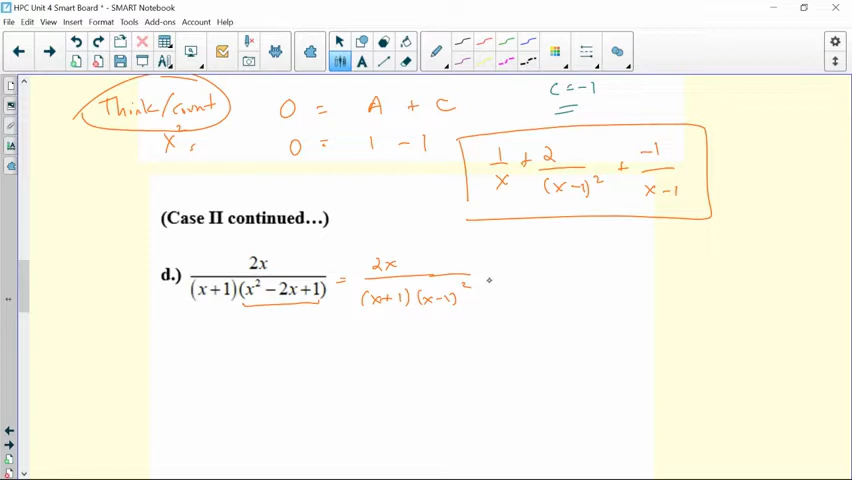 HPC Unit 4 Smart Board * - SMART Notebook
File Edit View Insert Format Tools Add-ons Account Help
c = -1
Think/count 0 = A + C
x², 0 = 1 - 1
1/x + 2/(x-1)² + -1/x-1
(Case II continued…)
d.) 2x/(x+1)(x² - 2x+1) = 2x/(x+1)(x-1)²